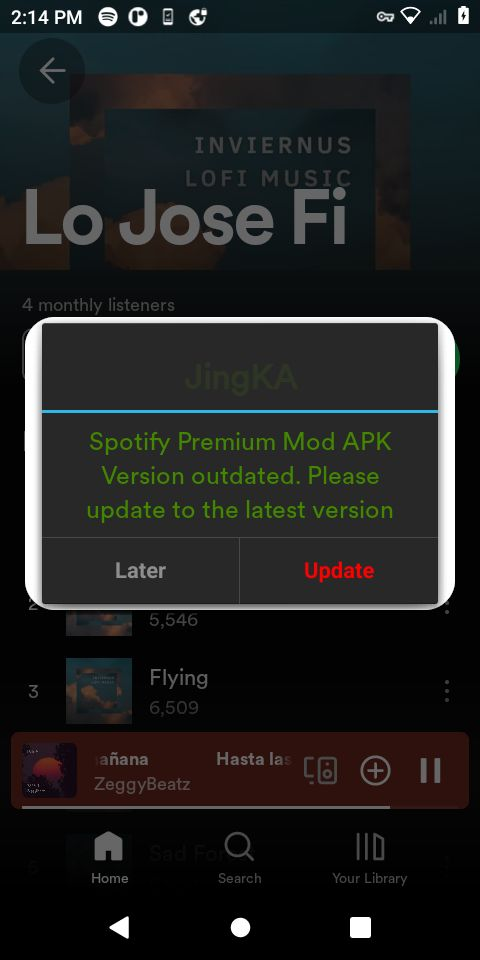 2:14 PM
INVIERNUS
LOFI MUSIC
Lo Jose Fi
4 monthly listeners
JingKA
Spotify Premium Mod APK
Version outdated. Please
update to the latest version
Later
Update
2
5,546
3
Flying
6,509
añana
Hasta las
ZeggyBeatz
Home
Search
Your Library